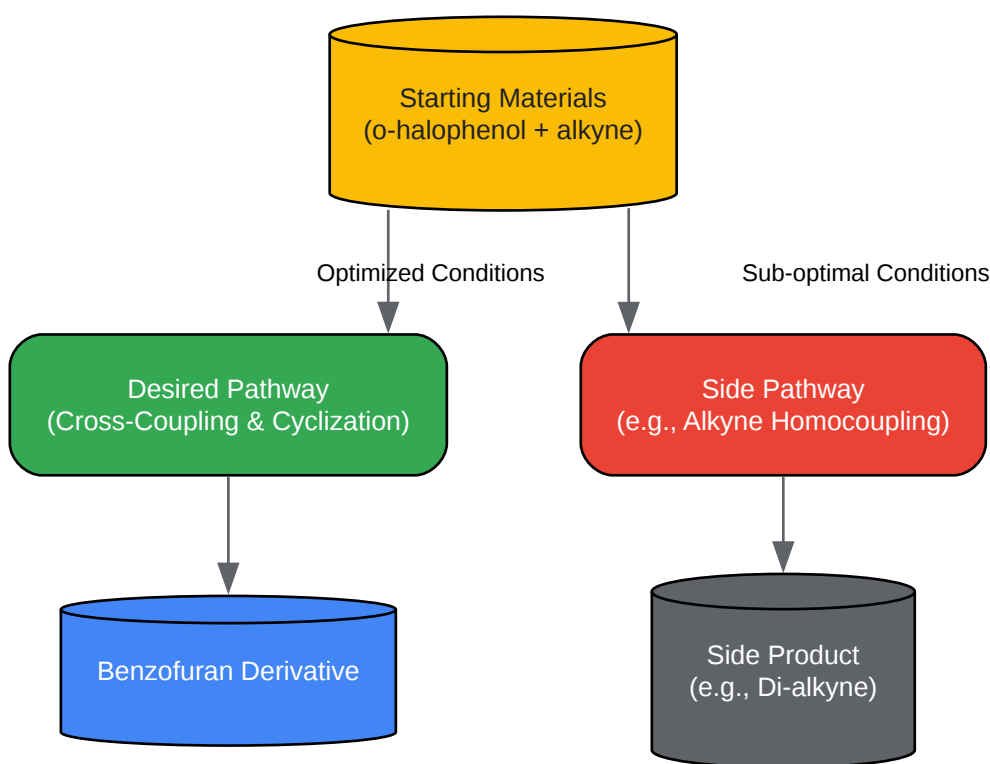 Starting Materials
(o-halophenol + alkyne)
Optimized Conditions
Sub-optimal Conditions
Desired Pathway
(Cross-Coupling & Cyclization)
Side Pathway
(e.g., Alkyne Homocoupling)
Benzofuran Derivative
Side Product
(e.g., Di-alkyne)